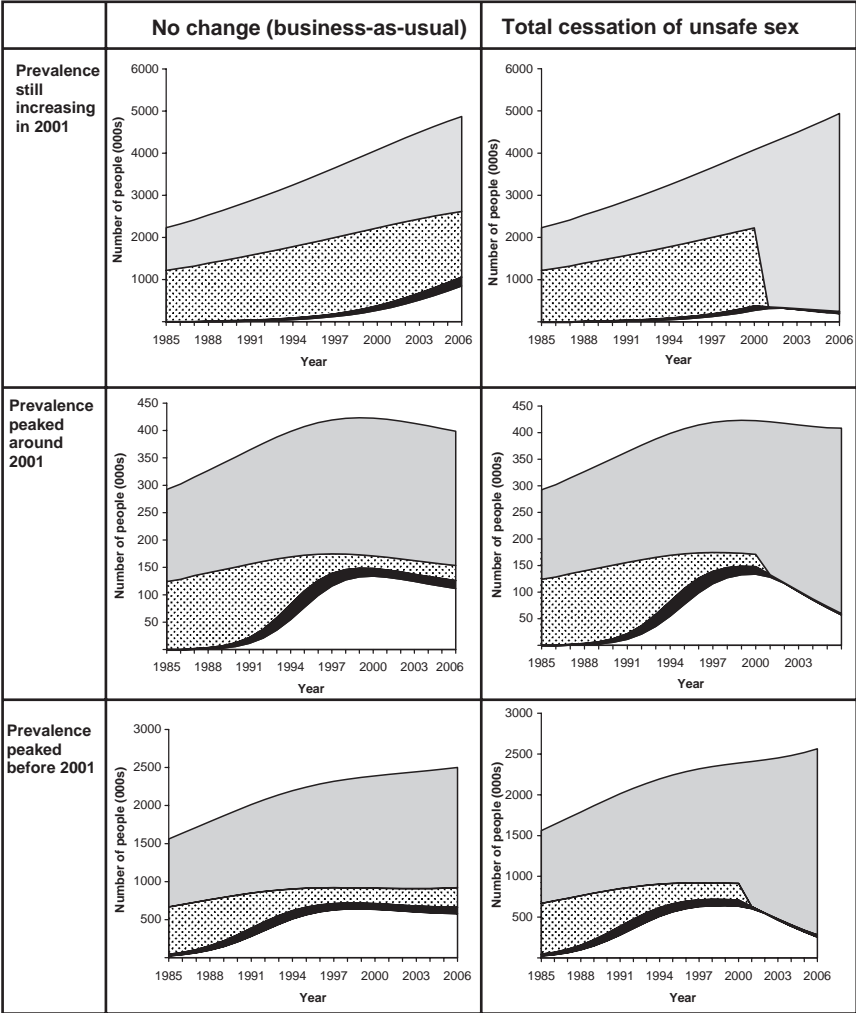 No change (business-as-usual)
Total cessation of unsafe sex
Prevalence
still
increasing
in 2001
Number of people (000s)
6000
5000
4000
3000
2000
1000
1985 1988 1991 1994 1997 2000 2003 2006
Year
Number of people (000s)
6000
5000
4000
3000
2000
1000
1985 1988 1991 1994 1997 2000 2003 2006
Year
Prevalence
peaked
around
2001
Number of people (000s)
450
400
350
300
250
200
150
100
50
1985 1988 1991 1994 1997 2000 2003 2006
Year
Number of people (000s)
450
400
350
300
250
200
150
100
50
1985 1988 1991 1994 1997 2000 2003
Year
Prevalence
peaked
before 2001
Number of people (000s)
3000
2500
2000
1500
1000
500
1985 1988 1991 1994 1997 2000 2003 2006
Year
Number of people (000s)
3000
2500
2000
1500
1000
500
1985 1988 1991 1994 1997 2000 2003 2006
Year